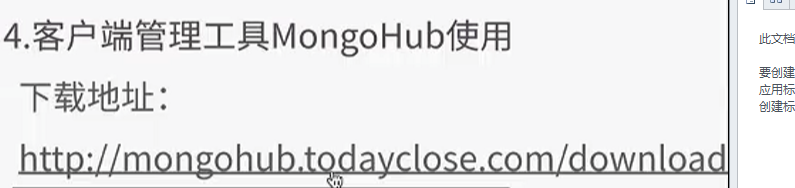 4.客户端管理工具MongoHub使用
下载地址：
http://mongohub.todayclose.com/download
此文档
要创建
应用标
创建标